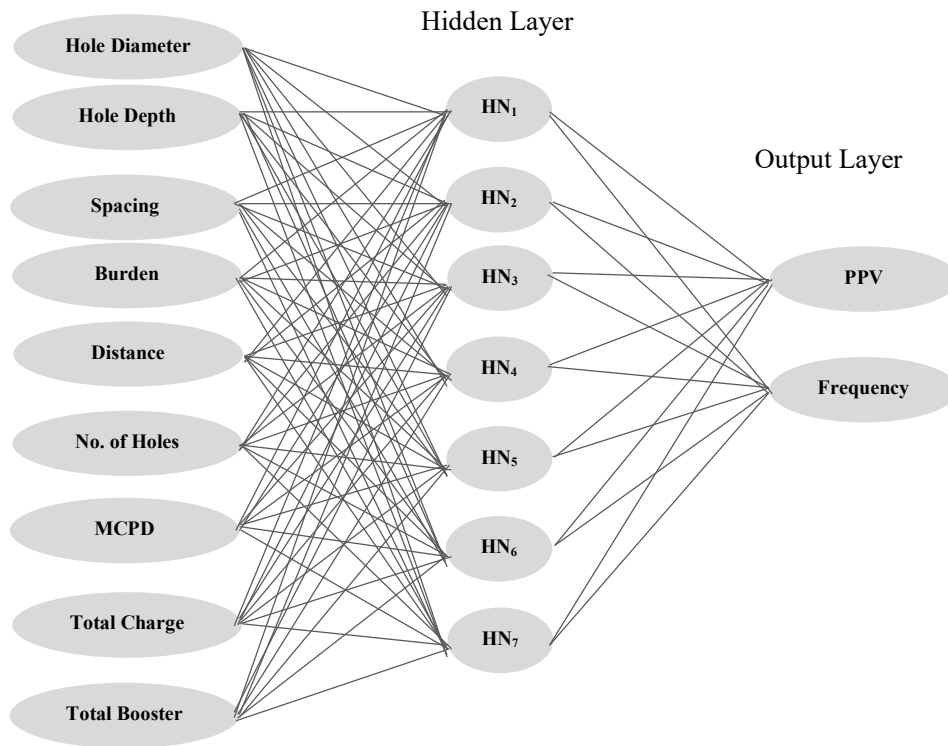 Hidden Layer
Output Layer
Hole Diameter
Hole Depth
Spacing
Burden
Distance
No. of Holes
MCPD
Total Charge
Total Booster
HN₁
HN₂
HN₃
HN₄
HN₅
HN₆
HN₇
PPV
Frequency